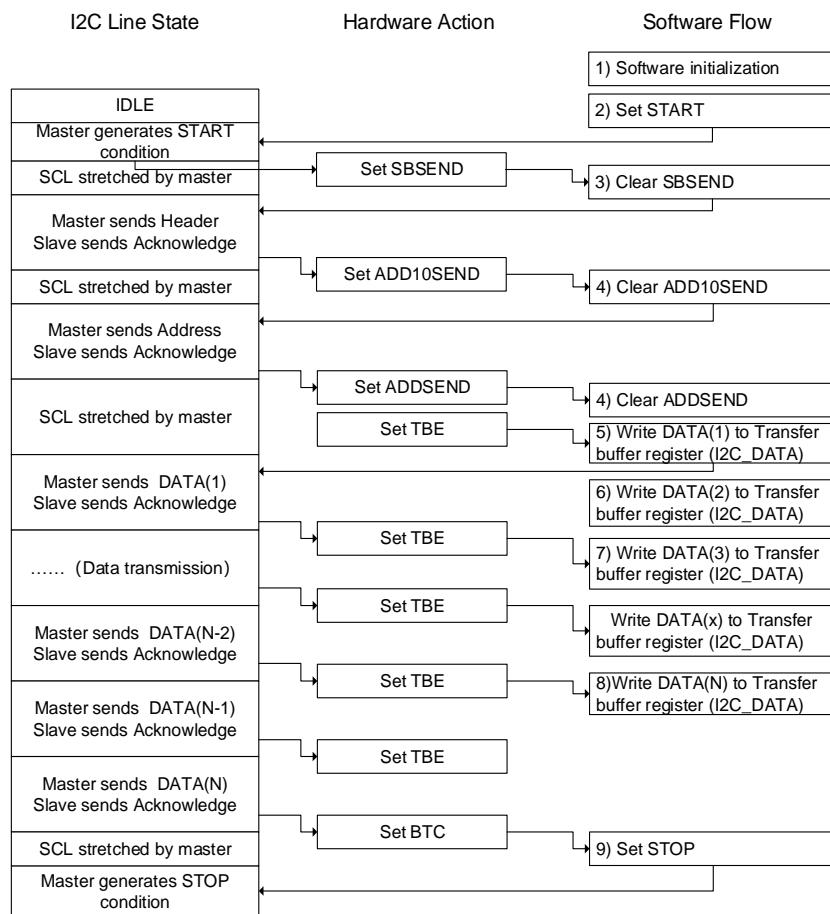 I2C Line State
Hardware Action
Software Flow
1) Software initialization
IDLE
2) Set START
Master generates START
condition
SCL stretched by master
Set SBSEND
3) Clear SBSEND
Master sends Header
Slave sends Acknowledge
SCL stretched by master
Set ADD10SEND
4) Clear ADD10SEND
Master sends Address
Slave sends Acknowledge
SCL stretched by master
Set ADDSEND
4) Clear ADDSEND
Set TBE
5) Write DATA(1) to Transfer
buffer register (I2C_DATA)
Master sends DATA(1)
Slave sends Acknowledge
6) Write DATA(2) to Transfer
buffer register (I2C_DATA)
Set TBE
7) Write DATA(3) to Transfer
buffer register (I2C_DATA)
…… (Data transmission)
Set TBE
Write DATA(x) to Transfer
buffer register (I2C_DATA)
Master sends DATA(N-2)
Slave sends Acknowledge
Set TBE
8)Write DATA(N) to Transfer
buffer register (I2C_DATA)
Master sends DATA(N-1)
Slave sends Acknowledge
Set TBE
Master sends DATA(N)
Slave sends Acknowledge
Set BTC
SCL stretched by master
9) Set STOP
Master generates STOP
condition